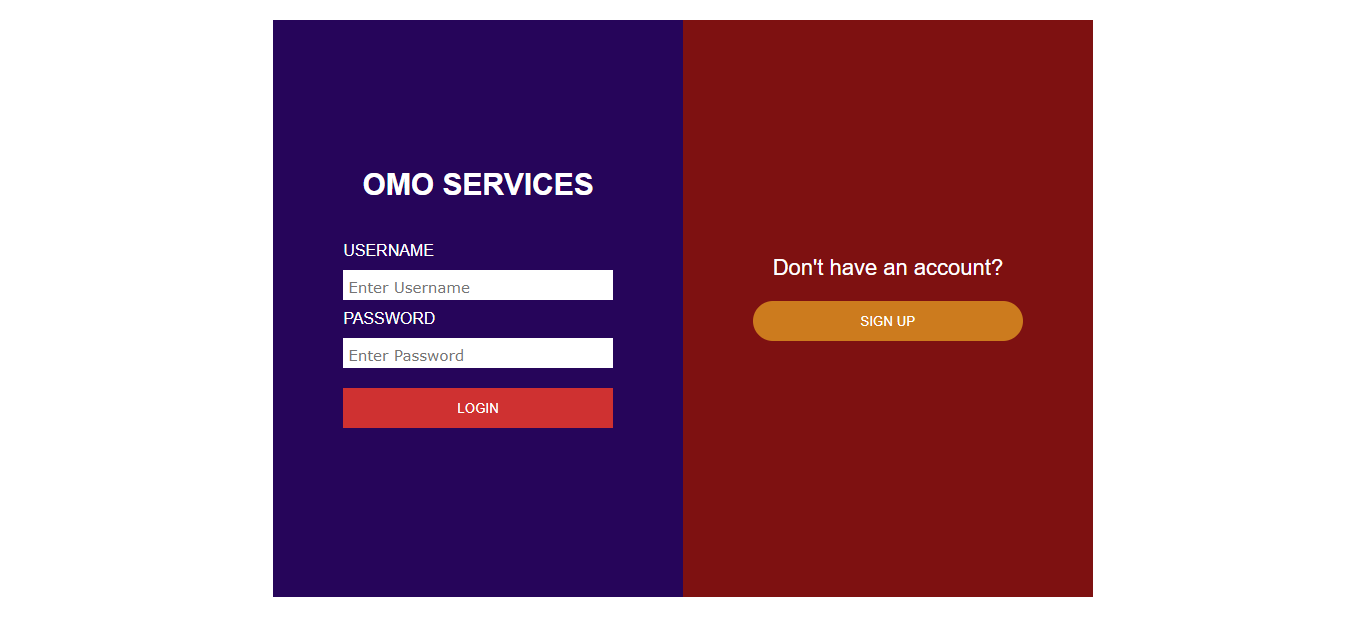 OMO SERVICES
USERNAME
Enter Username
PASSWORD
Enter Password
LOGIN
Don't have an account?
SIGN UP